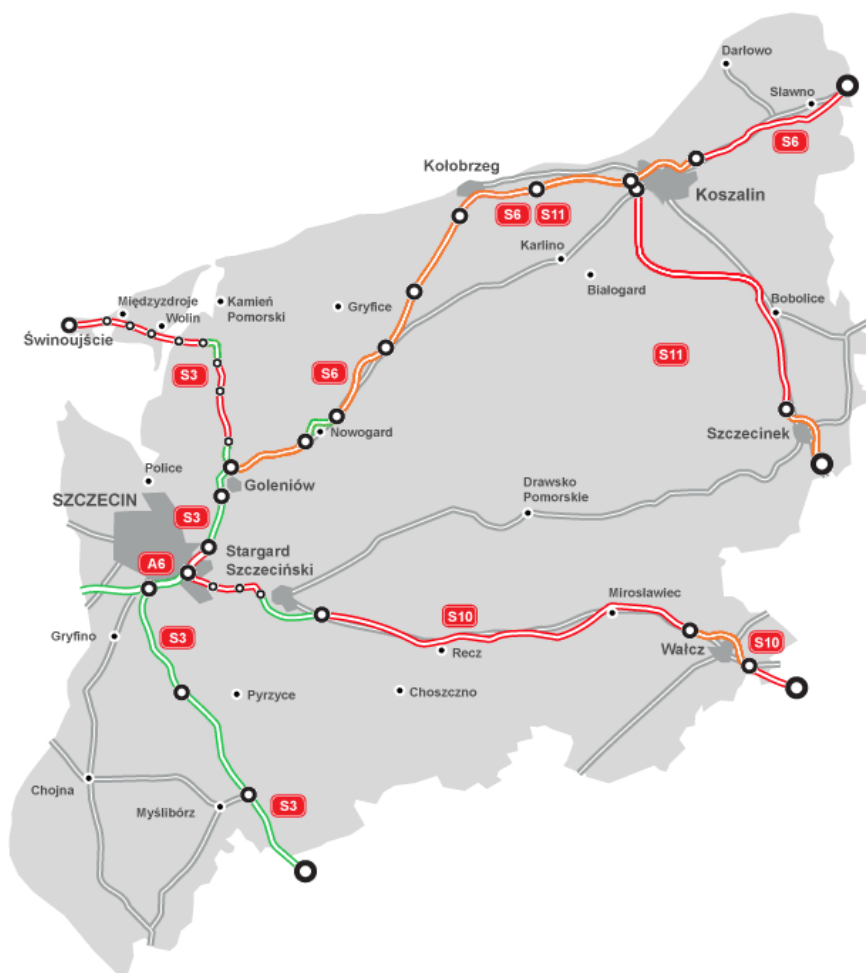 Darłowo
Sławno
S6
Kołobrzeg
Koszalin
S6
S11
Karlino
Białogard
Międzyzdroje
Wolin
Kamień
Pomorski
Gryfice
Bobolice
Świnoujście
S3
S6
S11
Nowogard
Szczecinek
Police
Goleniów
SZCZECIN
Drawsko
Pomorskie
S3
Stargard
Szczeciński
A6
Mirosławiec
S10
Gryfino
S3
Recz
Wałcz
S10
Pyrzyce
Choszczno
Chojna
Myślibórz
S3